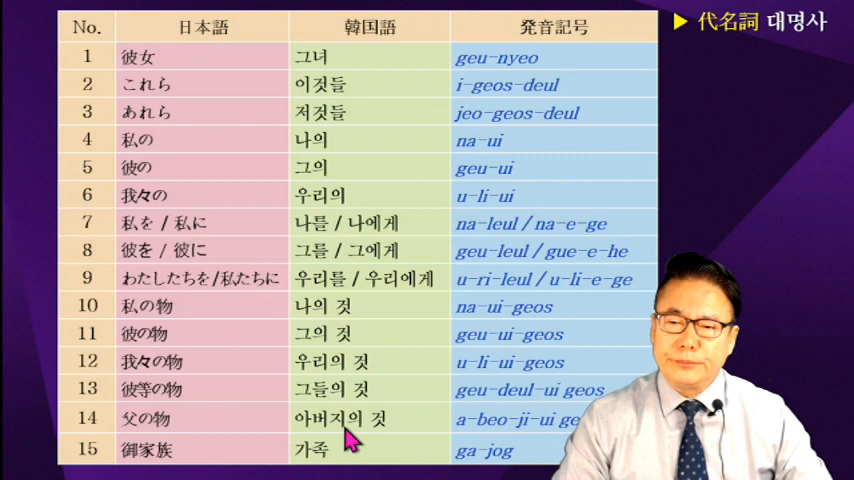 ▶ 代名詞 대명사
No. 日本語 韓国語 発音記号
1 彼女 그녀 geu-nyeo
2 これら 이것들 i-geos-deul
3 あれら 저것들 jeo-geos-deul
4 私の 나의 na-ui
5 彼の 그의 geu-ui
6 我々の 우리의 u-li-ui
7 私を / 私に 나를 / 나에게 na-leul / na-e-ge
8 彼を / 彼に 그를 / 그에게 geu-leul / gue-e-he
9 わたしたちを/私たちに 우리를 / 우리에게 u-ri-leul / u-li-e-ge
10 私の物 나의 것 na-ui-geos
11 彼の物 그의 것 geu-ui-geos
12 我々の物 우리의 것 u-li-ui-geos
13 彼等の物 그들의 것 geu-deul-ui geos
14 父の物 아버지의 것 a-beo-ji-ui ge
15 御家族 가족 ga-jog